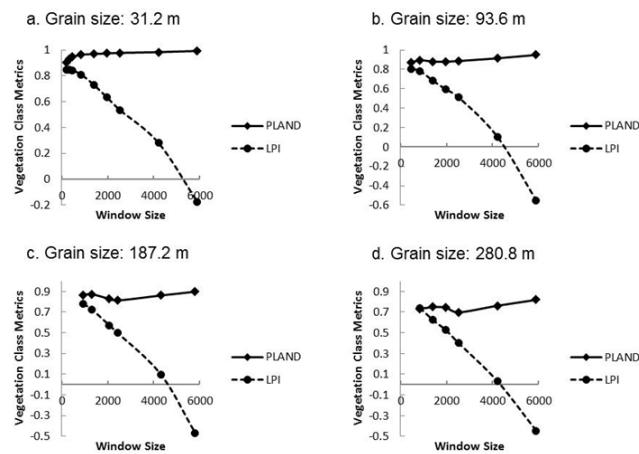 a. Grain size: 31.2 m
Vegetation Class Metrics
1
0.8
0.6
0.4
0.2
0
-0.2
0 2000 4000 6000
Window Size
PLAND
LPI
b. Grain size: 93.6 m
Vegetation Class Metrics
1
0.8
0.6
0.4
0.2
0
-0.2
-0.4
-0.6
0 2000 4000 6000
Window Size
PLAND
LPI
c. Grain size: 187.2 m
Vegetation Class Metrics
0.9
0.7
0.5
0.3
0.1
-0.1
-0.3
-0.5
0 2000 4000 6000
Window Size
PLAND
LPI
d. Grain size: 280.8 m
Vegetation Class Metrics
0.9
0.7
0.5
0.3
0.1
-0.1
-0.3
-0.5
0 2000 4000 6000
Window Size
PLAND
LPI